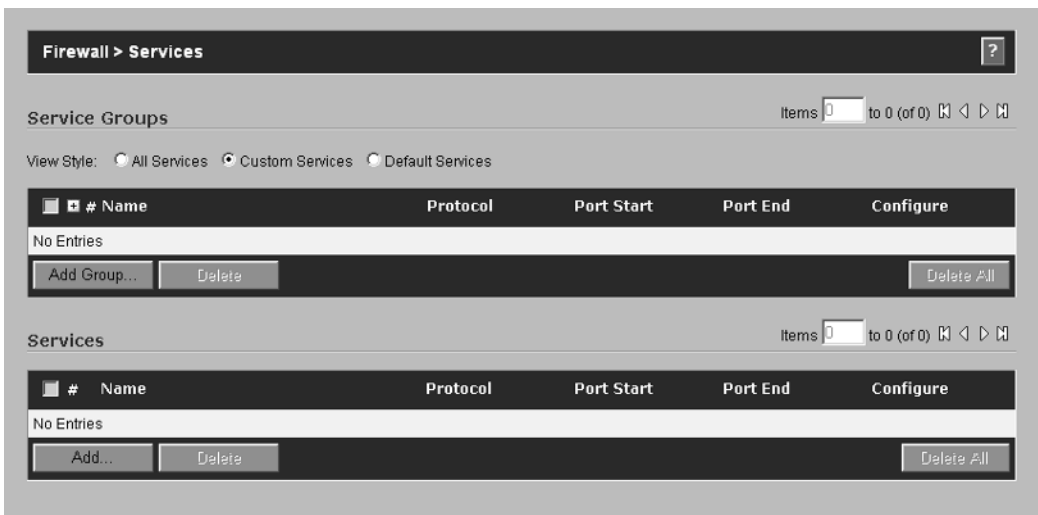 Firewall > Services ?
Service Groups Items 0 to 0 (of 0)
View Style: All Services Custom Services Default Services
# Name Protocol Port Start Port End Configure
No Entries
Add Group... Delete Delete All
Services Items 0 to 0 (of 0)
# Name Protocol Port Start Port End Configure
No Entries
Add... Delete Delete All